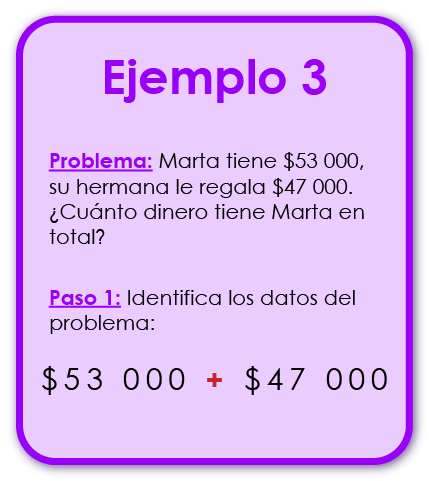 Ejemplo 3
Problema: Marta tiene $53 000,
su hermana le regala $47 000.
¿Cuánto dinero tiene Marta en
total?
Paso 1: Identifica los datos del
problema:
$53 000 + $47 000